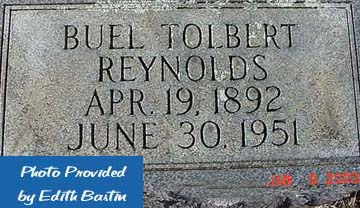 BUEL TOLBERT
REYNOLDS
APR. 19, 1892
JUNE 30, 1951
Photo Provided
by Edith Bastin